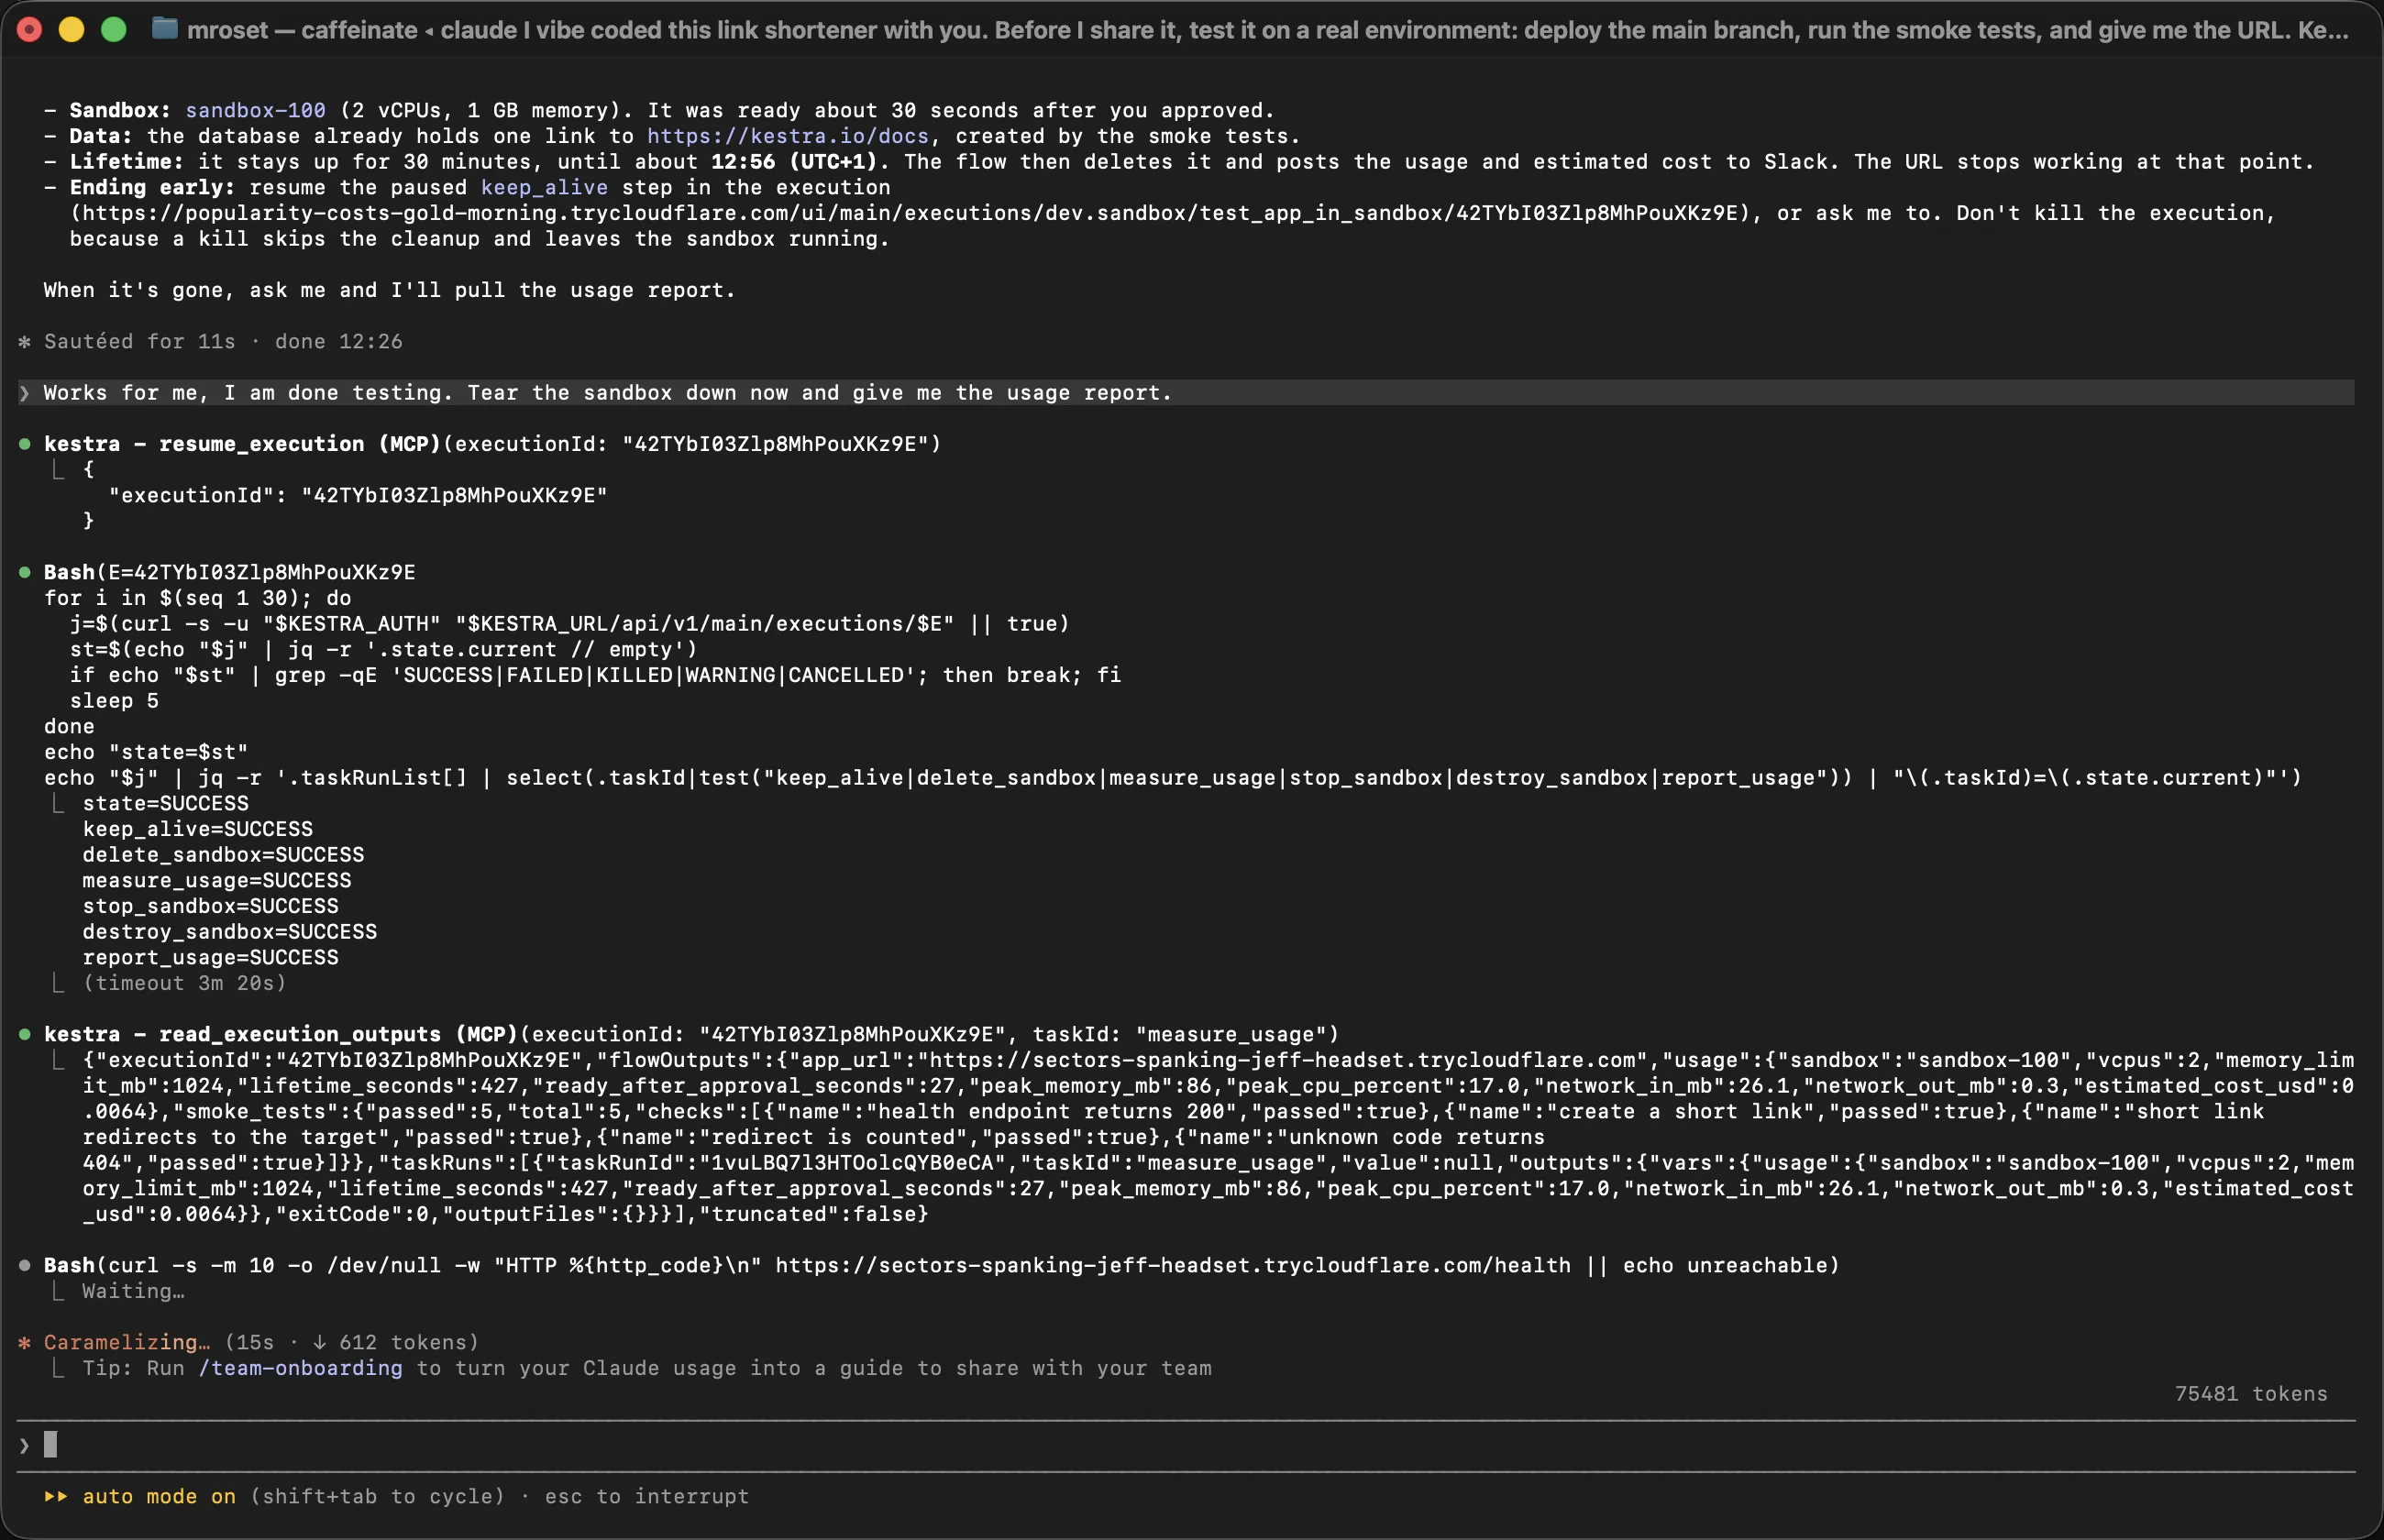 mroset — caffeinate ◂ claude I vibe coded this link shortener with you. Before I share it, test it on a real environment: deploy the main branch, run the smoke tests, and give me the URL. Ke...
– Sandbox: sandbox-100 (2 vCPUs, 1 GB memory). It was ready about 30 seconds after you approved.
– Data: the database already holds one link to https://kestra.io/docs, created by the smoke tests.
– Lifetime: it stays up for 30 minutes, until about 12:56 (UTC+1). The flow then deletes it and posts the usage and estimated cost to Slack. The URL stops working at that point.
– Ending early: resume the paused keep_alive step in the execution
(https://popularity-costs-gold-morning.trycloudflare.com/ui/main/executions/dev.sandbox/test_app_in_sandbox/42TYbI03Zlp8MhPouXKz9E), or ask me to. Don't kill the execution,
because a kill skips the cleanup and leaves the sandbox running.
When it's gone, ask me and I'll pull the usage report.
✻ Sautéed for 11s · done 12:26
❯ Works for me, I am done testing. Tear the sandbox down now and give me the usage report.
● kestra – resume_execution (MCP)(executionId: "42TYbI03Zlp8MhPouXKz9E")
⎿ {
"executionId": "42TYbI03Zlp8MhPouXKz9E"
}
● Bash(E=42TYbI03Zlp8MhPouXKz9E
for i in $(seq 1 30); do
j=$(curl -s -u "$KESTRA_AUTH" "$KESTRA_URL/api/v1/main/executions/$E" || true)
st=$(echo "$j" | jq -r '.state.current // empty')
if echo "$st" | grep -qE 'SUCCESS|FAILED|KILLED|WARNING|CANCELLED'; then break; fi
sleep 5
done
echo "state=$st"
echo "$j" | jq -r '.taskRunList[] | select(.taskId|test("keep_alive|delete_sandbox|measure_usage|stop_sandbox|destroy_sandbox|report_usage")) | "\(.taskId)=\(.state.current)"')
⎿ state=SUCCESS
keep_alive=SUCCESS
delete_sandbox=SUCCESS
measure_usage=SUCCESS
stop_sandbox=SUCCESS
destroy_sandbox=SUCCESS
report_usage=SUCCESS
⎿ (timeout 3m 20s)
● kestra – read_execution_outputs (MCP)(executionId: "42TYbI03Zlp8MhPouXKz9E", taskId: "measure_usage")
⎿ {"executionId":"42TYbI03Zlp8MhPouXKz9E","flowOutputs":{"app_url":"https://sectors-spanking-jeff-headset.trycloudflare.com","usage":{"sandbox":"sandbox-100","vcpus":2,"memory_lim
it_mb":1024,"lifetime_seconds":427,"ready_after_approval_seconds":27,"peak_memory_mb":86,"peak_cpu_percent":17.0,"network_in_mb":26.1,"network_out_mb":0.3,"estimated_cost_usd":0
.0064},"smoke_tests":{"passed":5,"total":5,"checks":[{"name":"health endpoint returns 200","passed":true},{"name":"create a short link","passed":true},{"name":"short link
redirects to the target","passed":true},{"name":"redirect is counted","passed":true},{"name":"unknown code returns
404","passed":true}]}},"taskRuns":[{"taskRunId":"1vuLBQ7l3HTOolcQYB0eCA","taskId":"measure_usage","value":null,"outputs":{"vars":{"usage":{"sandbox":"sandbox-100","vcpus":2,"mem
ory_limit_mb":1024,"lifetime_seconds":427,"ready_after_approval_seconds":27,"peak_memory_mb":86,"peak_cpu_percent":17.0,"network_in_mb":26.1,"network_out_mb":0.3,"estimated_cost
_usd":0.0064}},"exitCode":0,"outputFiles":{}}}],"truncated":false}
● Bash(curl -s -m 10 -o /dev/null -w "HTTP %{http_code}\n" https://sectors-spanking-jeff-headset.trycloudflare.com/health || echo unreachable)
⎿ Waiting…
✻ Caramelizing… (15s · ↓ 612 tokens)
⎿ Tip: Run /team-onboarding to turn your Claude usage into a guide to share with your team
75481 tokens
❯
⏵⏵ auto mode on (shift+tab to cycle) · esc to interrupt